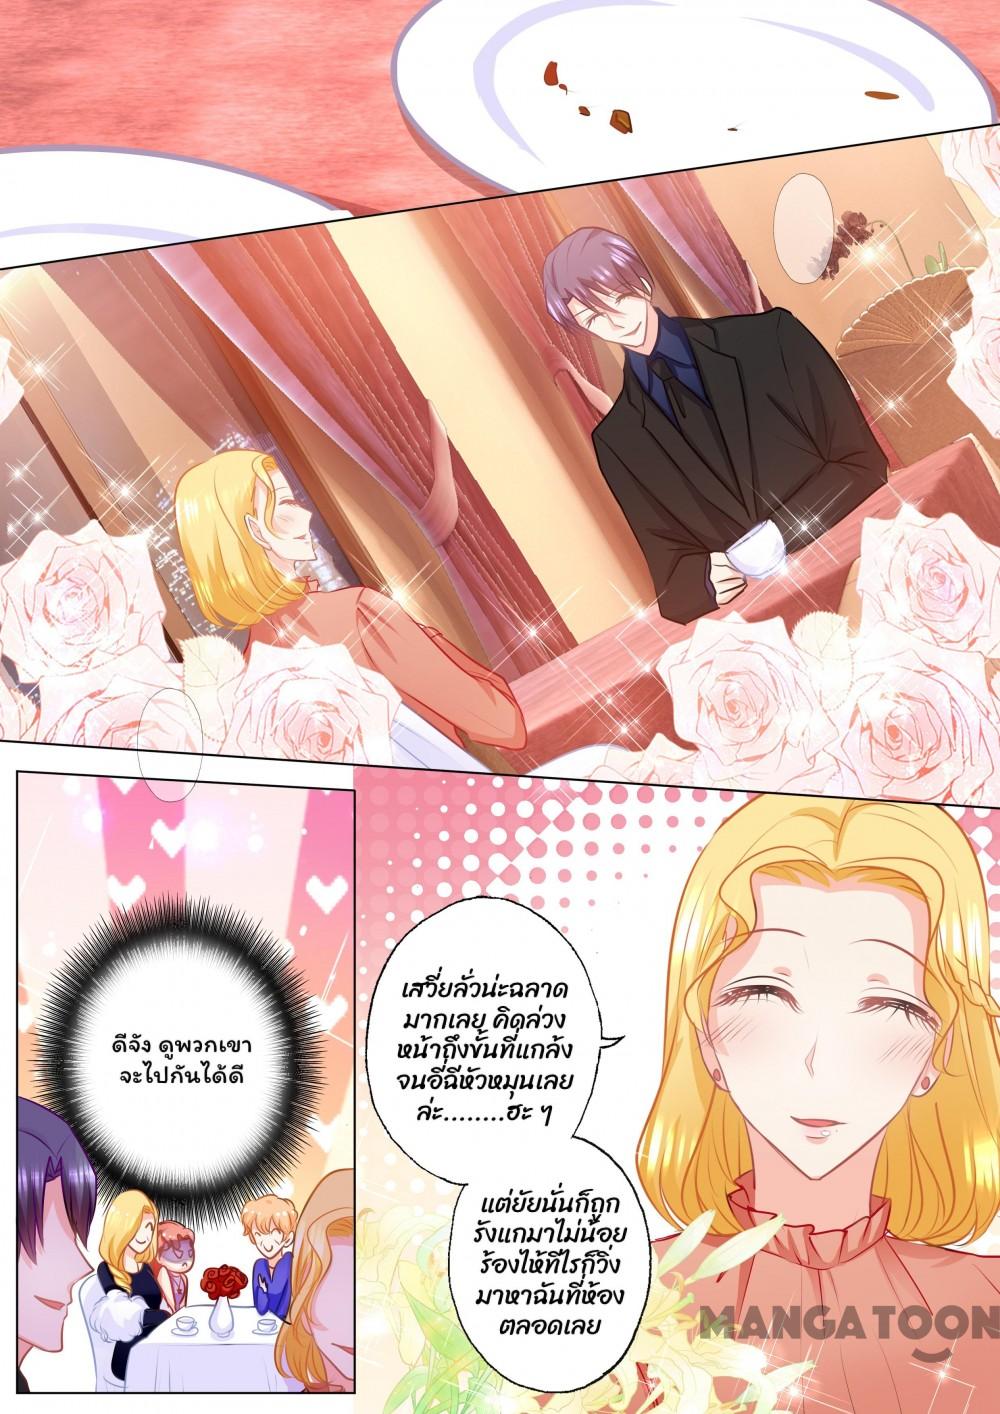 เสวี่ยลั่วน่ะฉลาด
มากเลย คิดล่วง
หน้าถึงขั้นที่แกล้ง
จนอี่ฉีหัวหมุนเลย
ล่ะ........ฮะ ๆ
ดีจัง ดูพวกเขา
จะไปกันได้ดี
แต่ยัยนั่นก็ถูก
รังแกมาไม่น้อย
ร้องไห้ทีไรก็วิ่ง
มาหาฉันที่ห้อง
ตลอดเลย
MANGATOON